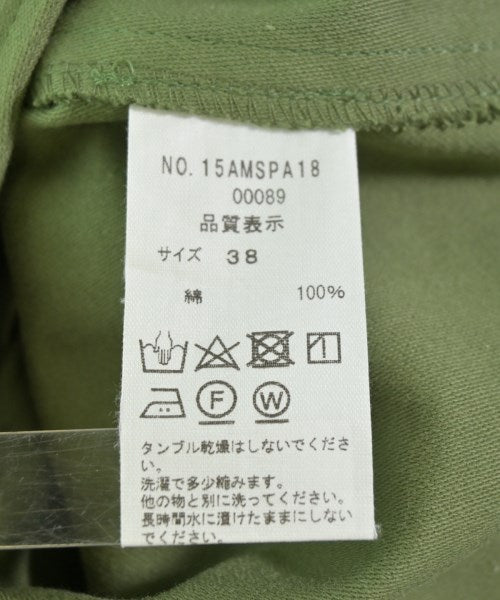 NO. 15AMSPA18
00089
品質表示
サイズ 38
綿 100%
F W
タンブル乾燥はしないでくださ
い。
洗濯で多少縮みます。
他の物と別に洗ってください。
長時間水に漬けたままにしない
でください。